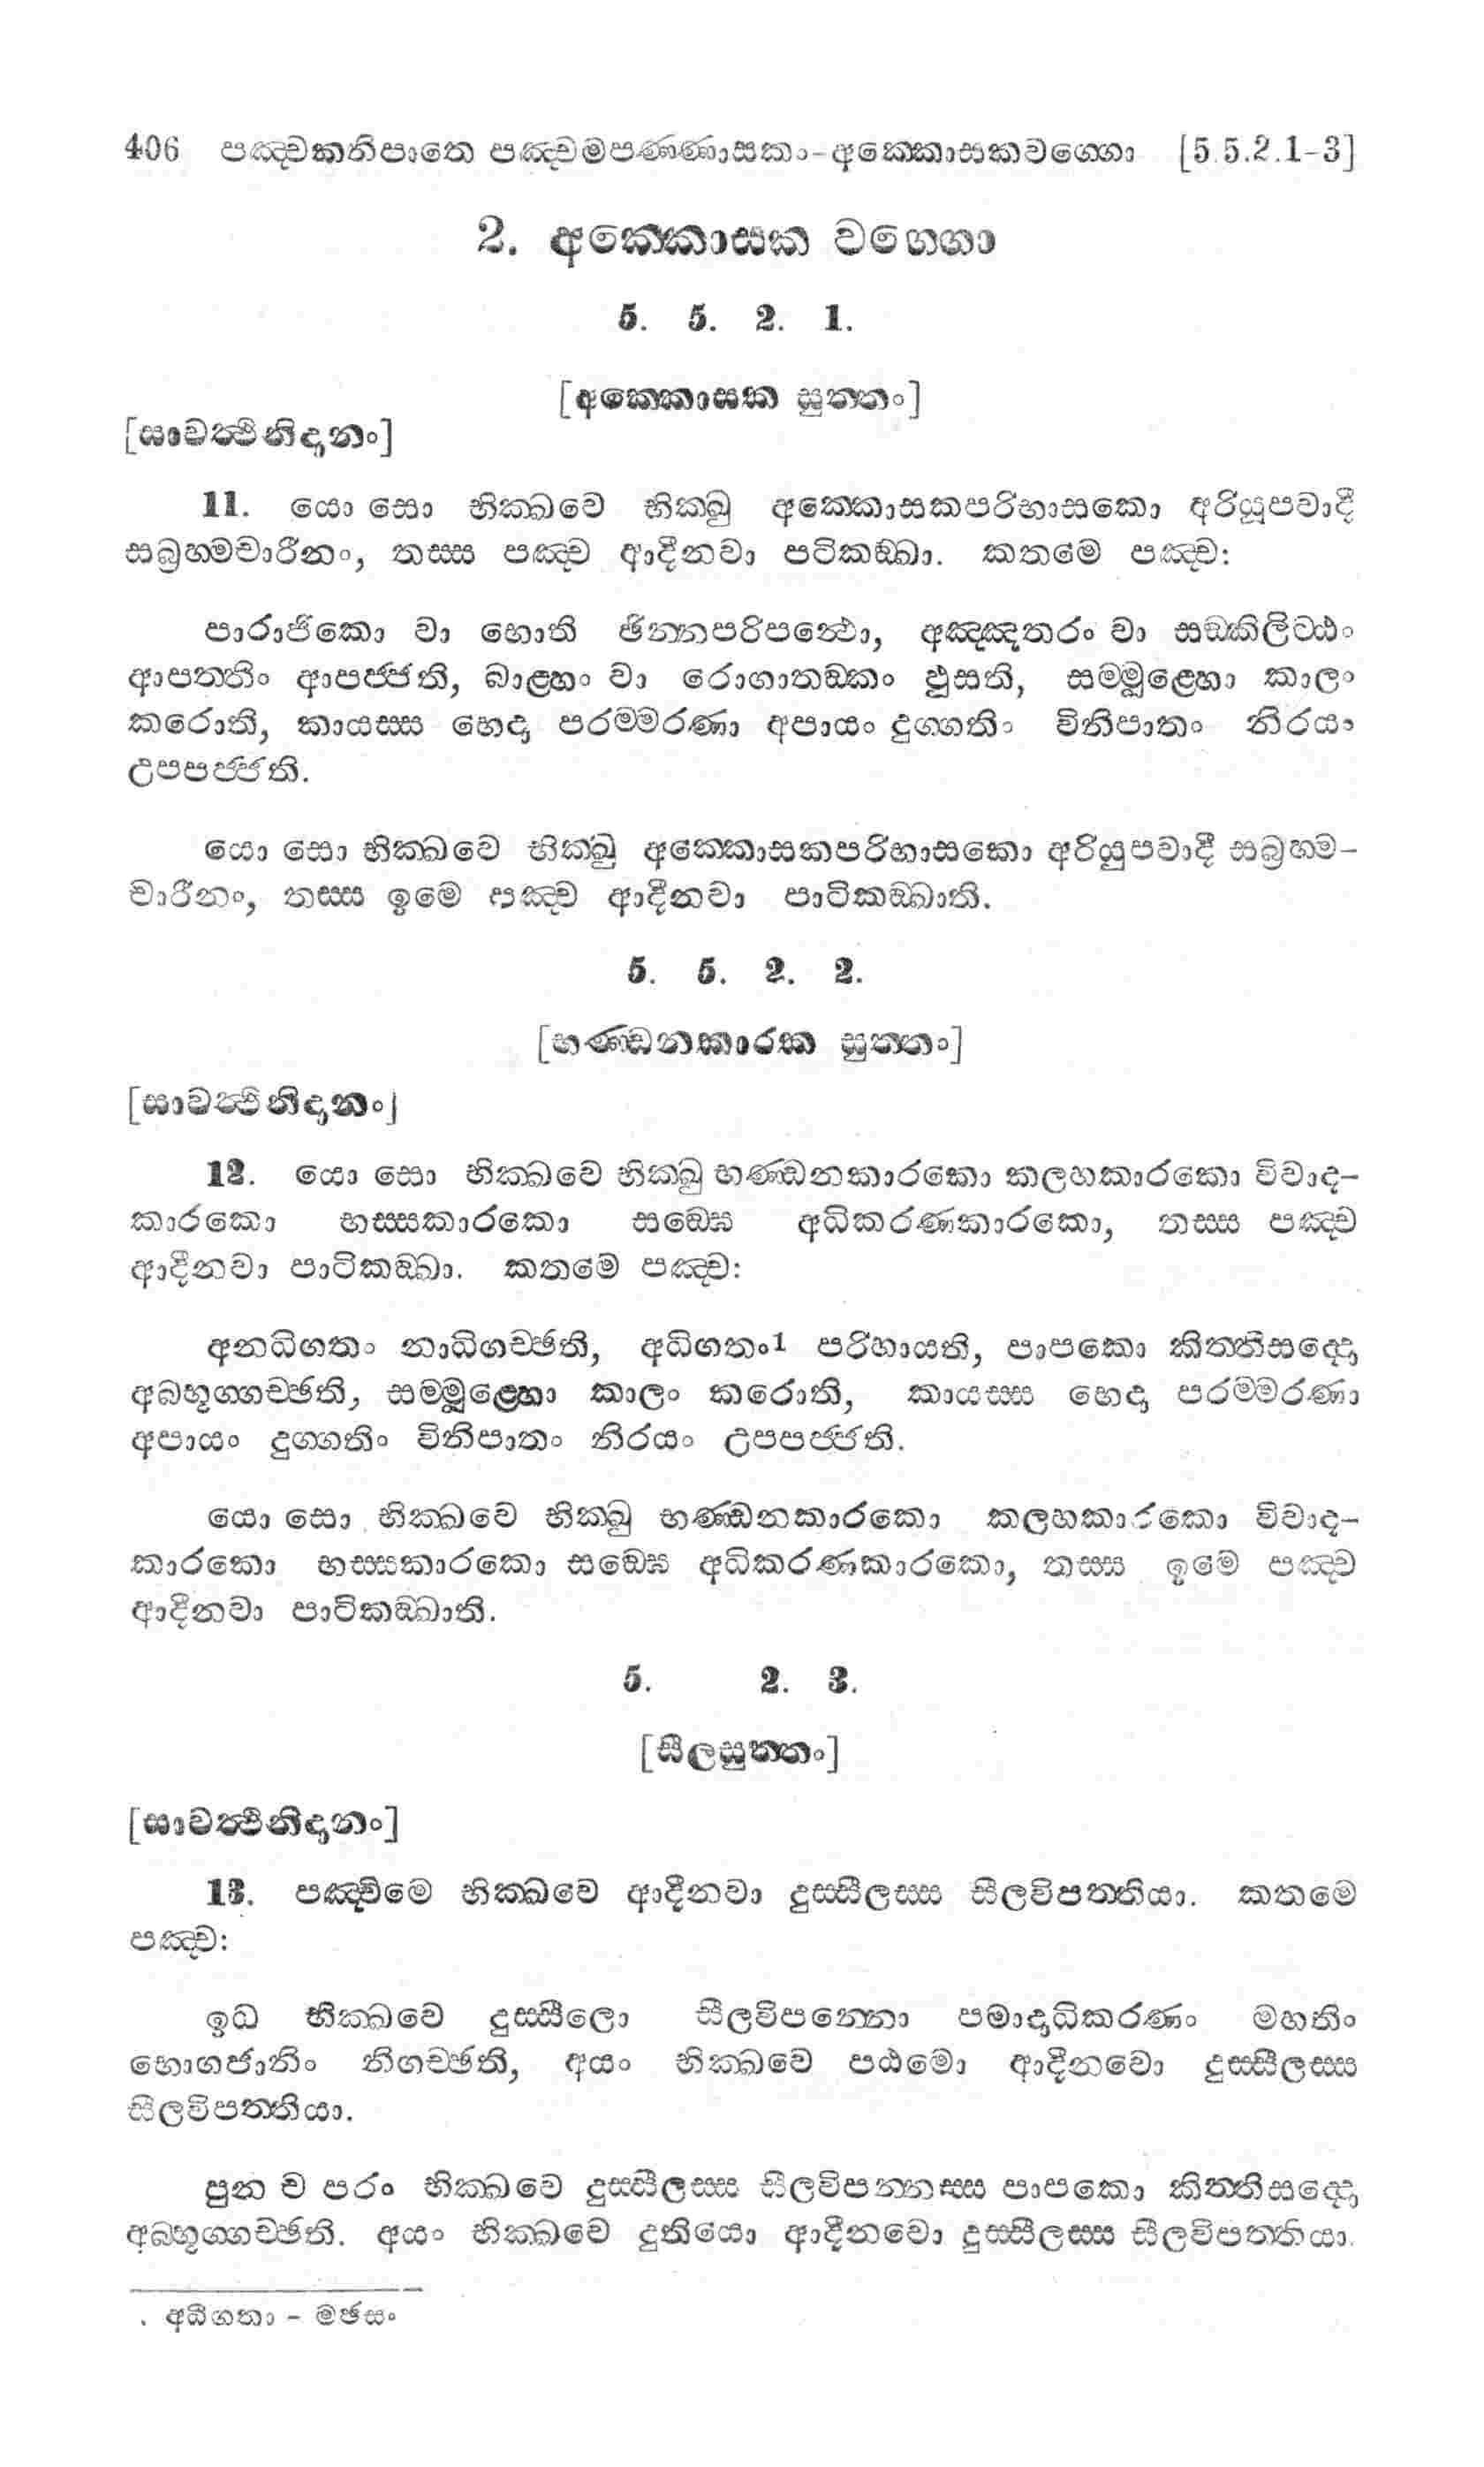 406 පඤ්චකනිපාතෙ පඤ්චමපණ්ණාසකං-අක්කොසකවග්ගො [5.5.2.1-3]
2. අක්කොසක වග්ගො
5. 5. 2. 1.
[අක්කොසක සුත්තං]
[සාවත්ථිනිදානං]
11. යො සො භික්ඛවෙ භික්ඛු අක්කොසකපරිභාසකො අරියූපවාදී
සබ්‍රහ්මචාරීනං, තස්ස පඤ්ච ආදීනවා පටිකඞ්ඛා. කතමෙ පඤ්ච:
පාරාජිකො වා හොති ඡින්නපරිපන්ථො, අඤ්ඤතරං වා සඞ්කිලිට්ඨං
ආපත්තිං ආපජ්ජති, බාළ්හං වා රොගාතඞ්කං ඵුසති, සම්මූළ්හො කාලං
කරොති, කායස්ස භෙදා පරම්මරණා අපායං දුග්ගතිං විනිපාතං නිරයං
උපපජ්ජති.
යො සො භික්ඛවෙ භික්ඛු අක්කොසකපරිභාසකො අරියුපවාදී සබ්‍රහ්ම-
චාරීනං, තස්ස ඉමෙ පඤ්ච ආදීනවා පාටිකඞ්ඛාති.
5. 5. 2. 2.
[භණ්ඩනකාරක සුත්තං]
[සාවත්ථිනිදානං]
12. යො සො භික්ඛවෙ භික්ඛු භණ්ඩනකාරකො කලහකාරකො විවාද-
කාරකො භස්සකාරකො සඞ්ඝෙ අධිකරණකාරකො, තස්ස පඤ්ච
ආදීනවා පාටිකඞ්ඛා. කතමෙ පඤ්ච:
අනධිගතං නාධිගච්ඡති, අධිගතං1 පරිහායති, පාපකො කිත්තිසද්දො
අබ්භුග්ගච්ඡති, සම්මූළ්හො කාලං කරොති, කායස්ස භෙදා පරම්මරණා
අපායං දුග්ගතිං විනිපාතං නිරයං උපපජ්ජති.
යො සො භික්ඛවෙ භික්ඛු භණ්ඩනකාරකො කලහකාරකො විවාද-
කාරකො භස්සකාරකො සඞ්ඝෙ අධිකරණකාරකො, තස්ස ඉමෙ පඤ්ච
ආදීනවා පාටිකඞ්ඛාති.
5. 2. 3.
[සීලසුත්තං]
[සාවත්ථිනිදානං]
13. පඤ්චිමෙ භික්ඛවෙ ආදීනවා දුස්සීලස්ස සීලවිපත්තියා. කතමෙ
පඤ්ච:
ඉධ භික්ඛවෙ දුස්සීලො සීලවිපන්නො පමාදාධිකරණං මහතිං
භොගජානිං නිගච්ඡති, අයං භික්ඛවෙ පඨමො ආදීනවො දුස්සීලස්ස
සීලවිපත්තියා.
පුන ච පරං භික්ඛවෙ දුස්සීලස්ස සීලවිපන්නස්ස පාපකො කිත්තිසද්දො
අබ්භුග්ගච්ඡති. අයං භික්ඛවෙ දුතියො ආදීනවො දුස්සීලස්ස සීලවිපත්තියා.
. අධිගතා - මඡසං